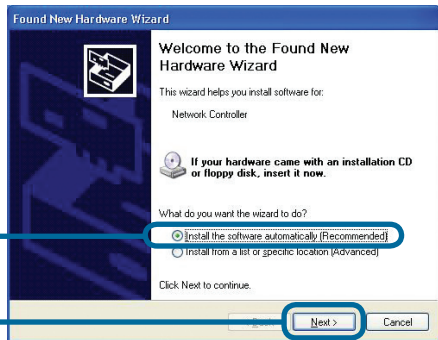 Found New Hardware Wizard
Welcome to the Found New
Hardware Wizard
This wizard helps you install software for:
Network Controller
If your hardware came with an installation CD
or floppy disk, insert it now.
What do you want the wizard to do?
Install the software automatically (Recommended)
Install from a list or specific location (Advanced)
Click Next to continue.
< Back Next > Cancel